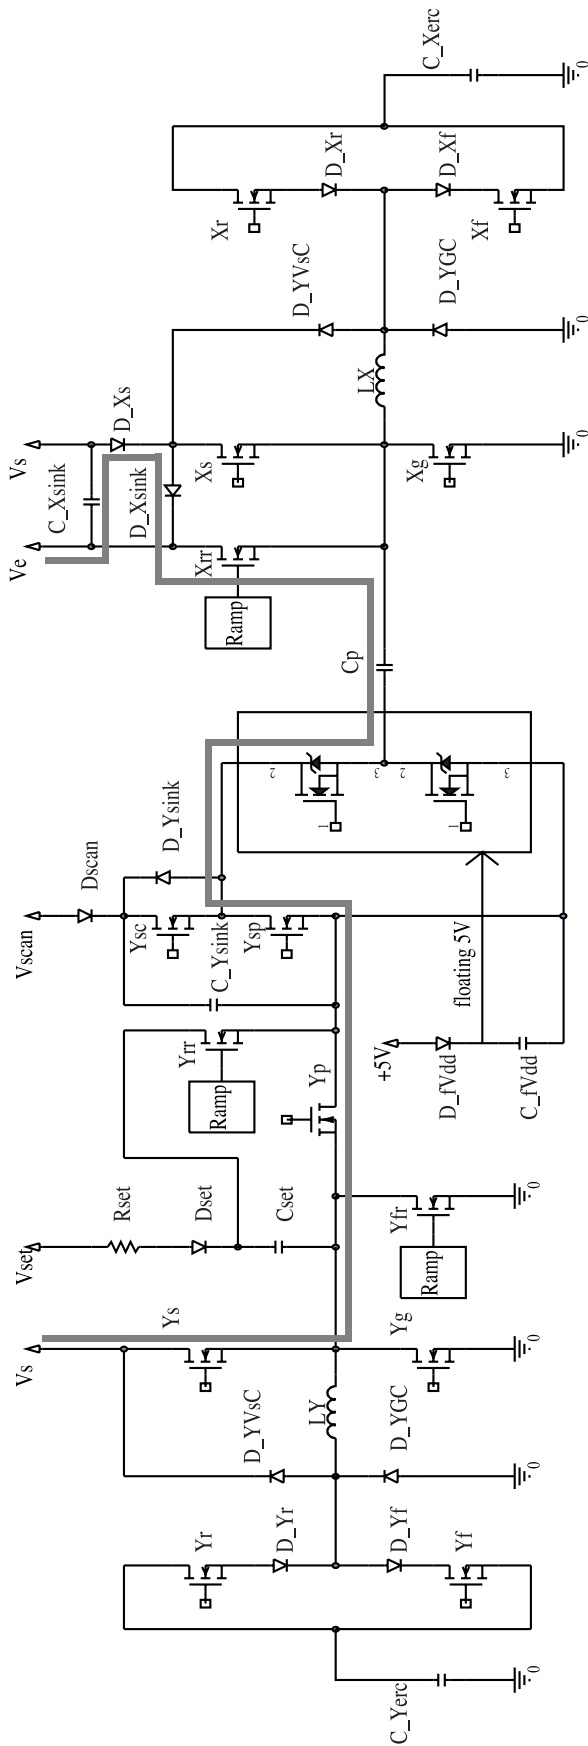 C_Xerc
0
D_Xr
D_Xf
Xr
Xf
D_YVsC
D_YGC
0
LX
Vs
D_Xs
C_Xsink
Xs
Xg
0
D_Xsink
Ve
Xrr
Ramp
Cp
2
3
2
3
1
1
D_Ysink
Dscan
Vscan
Ysc
C_Ysink
Ysp
floating 5V
Yrr
Ramp
Yp
+5V
D_fVdd
C_fVdd
Rset
Dset
Cset
Vset
Yfr
Ramp
0
Ys
Yg
Vs
0
LY
D_YVsC
D_YGC
0
Yr
D_Yr
D_Yf
Yf
C_Yerc
0